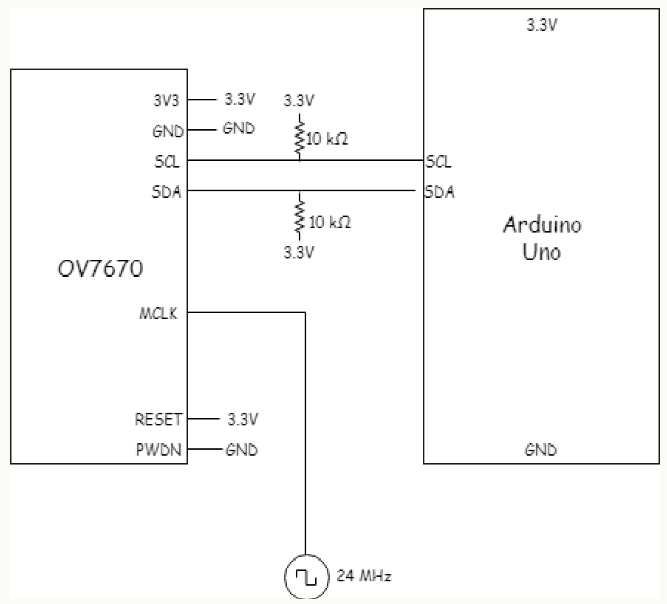 3.3V
3V3
3.3V
3.3V
GND
GND
10 kΩ
SCL
SCL
SDA
SDA
10 kΩ
3.3V
Arduino
Uno
OV7670
MCLK
RESET
3.3V
PWDN
GND
GND
24 MHz